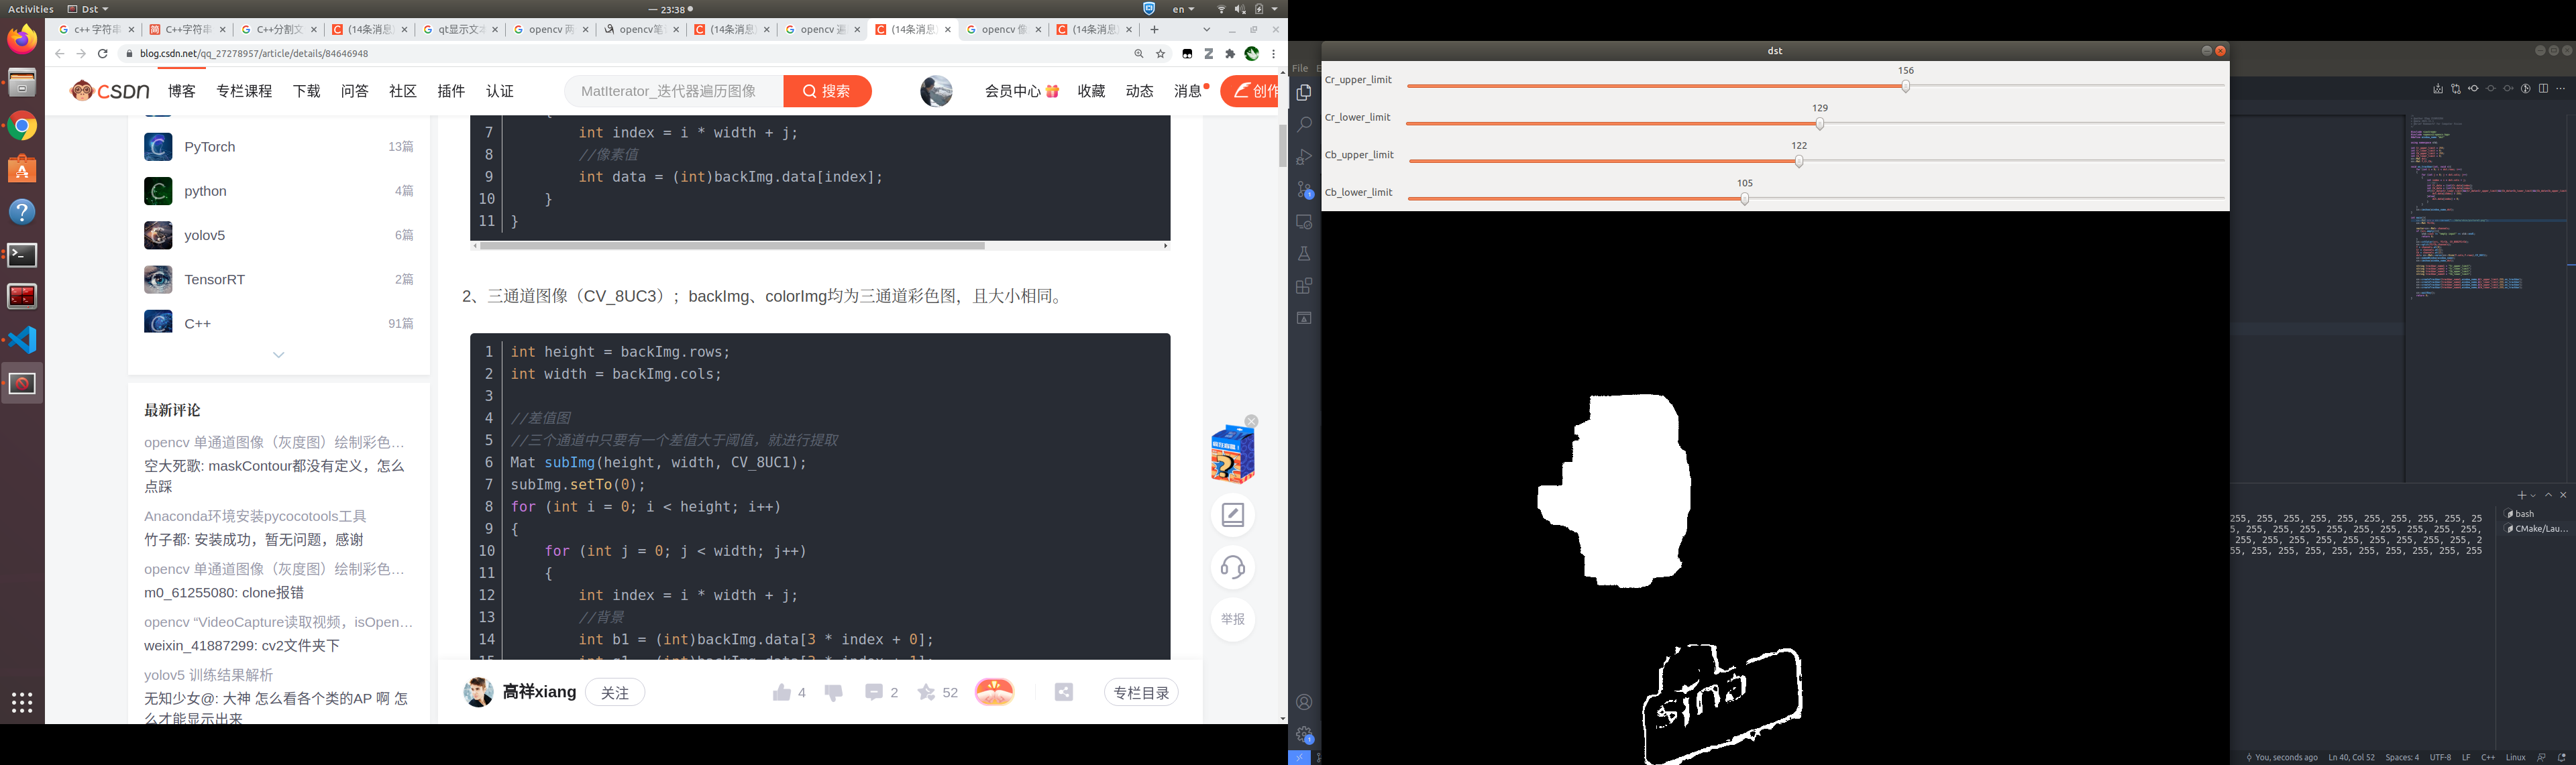 Activities
Dst
23:38
en
c++ 字符串
C++字符串
C++分割文
(14条消息
qt显示文本
opencv 两
opencv笔
(14条消息
opencv 遍
(14条消息
opencv 像
(14条消息
blog.csdn.net/qq_27278957/article/details/84646948
CSDN
博客
专栏课程
下载
问答
社区
插件
认证
MatIterator_迭代器遍历图像
搜索
会员中心
收藏
动态
消息
创作
PyTorch
13篇
python
4篇
yolov5
6篇
TensorRT
2篇
C++
91篇
最新评论
opencv 单通道图像（灰度图）绘制彩色…
空大死歌: maskContour都没有定义，怎么
点踩
Anaconda环境安装pycocotools工具
竹子都: 安装成功，暂无问题，感谢
opencv 单通道图像（灰度图）绘制彩色…
m0_61255080: clone报错
opencv “VideoCapture读取视频，isOpen…
weixin_41887299: cv2文件夹下
yolov5 训练结果解析
无知少女@: 大神 怎么看各个类的AP 啊 怎
么才能显示出来
{
7 int index = i * width + j;
8 //像素值
9 int data = (int)backImg.data[index];
10 }
11 }
2、三通道图像（CV_8UC3）；backImg、colorImg均为三通道彩色图，且大小相同。
1 int height = backImg.rows;
2 int width = backImg.cols;
3
4 //差值图
5 //三个通道中只要有一个差值大于阈值，就进行提取
6 Mat subImg(height, width, CV_8UC1);
7 subImg.setTo(0);
8 for (int i = 0; i < height; i++)
9 {
10 for (int j = 0; j < width; j++)
11 {
12 int index = i * width + j;
13 //背景
14 int b1 = (int)backImg.data[3 * index + 0];
15 int g1 = (int)backImg.data[3 * index + 1];
举报
高祥xiang
关注
4
2
52
专栏目录
dst
File
Cr_upper_limit
156
Cr_lower_limit
129
Cb_upper_limit
122
Cb_lower_limit
105
sina
bash
CMake/Lau…
255, 255, 255, 255, 255, 255, 255, 255, 255, 25
5, 255, 255, 255, 255, 255, 255, 255, 255, 255,
255, 255, 255, 255, 255, 255, 255, 255, 255, 2
55, 255, 255, 255, 255, 255, 255, 255, 255, 255
You, seconds ago
Ln 40, Col 52
Spaces: 4
UTF-8
LF
C++
Linux